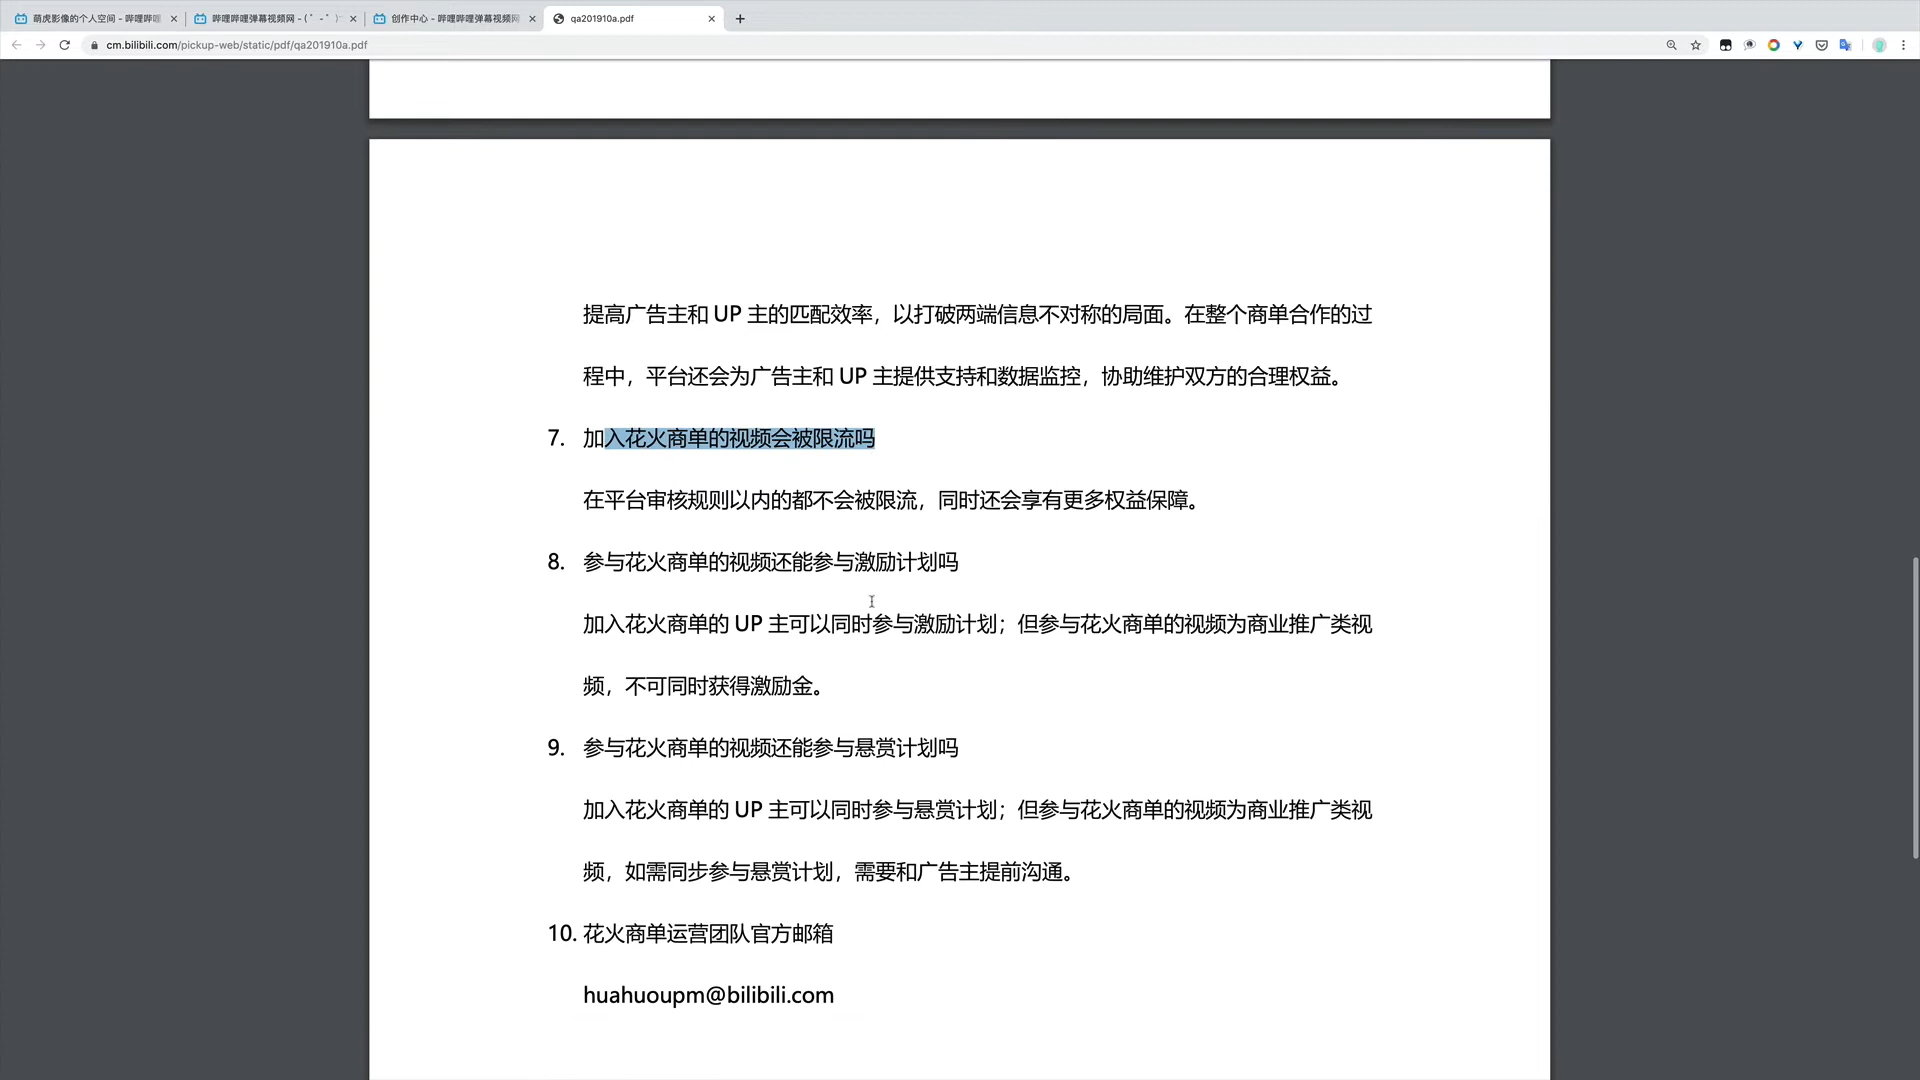 萌虎影像的个人空间 - 哔哩哔哩
哔哩哔哩弹幕视频网 - ( ゜- ゜)
创作中心 - 哔哩哔哩弹幕视频网
qa201910a.pdf
cm.bilibili.com/pickup-web/static/pdf/qa201910a.pdf
提高广告主和 UP 主的匹配效率，以打破两端信息不对称的局面。在整个商单合作的过
程中，平台还会为广告主和 UP 主提供支持和数据监控，协助维护双方的合理权益。
7. 加入花火商单的视频会被限流吗
在平台审核规则以内的都不会被限流，同时还会享有更多权益保障。
8. 参与花火商单的视频还能参与激励计划吗
加入花火商单的 UP 主可以同时参与激励计划；但参与花火商单的视频为商业推广类视
频，不可同时获得激励金。
9. 参与花火商单的视频还能参与悬赏计划吗
加入花火商单的 UP 主可以同时参与悬赏计划；但参与花火商单的视频为商业推广类视
频，如需同步参与悬赏计划，需要和广告主提前沟通。
10. 花火商单运营团队官方邮箱
huahuoupm@bilibili.com